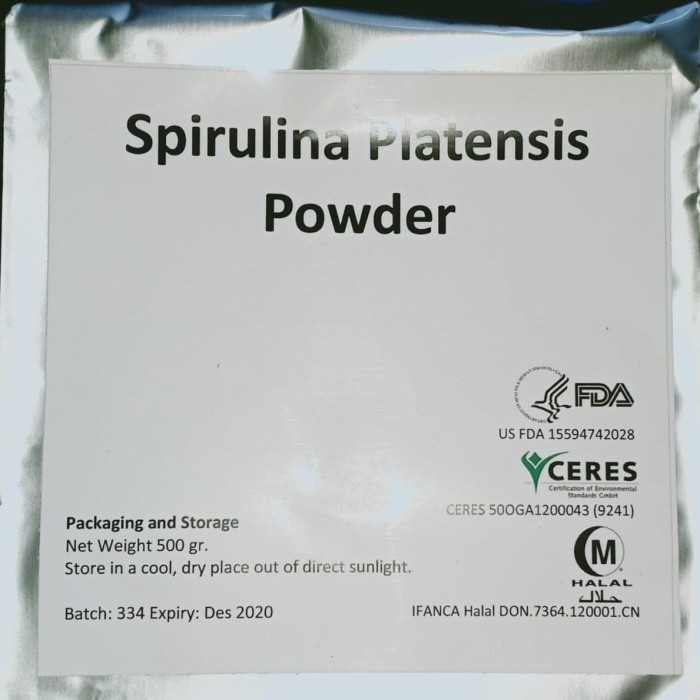 Spirulina Platensis
Powder
FDA
US FDA 15594742028
CERES
Certification of Environmental
Standards GmbH
CERES 50OGA1200043 (9241)
Packaging and Storage
Net Weight 500 gr.
Store in a cool, dry place out of direct sunlight.
M
HALAL
حلال
Batch: 334 Expiry: Des 2020
IFANCA Halal DON.7364.120001.CN